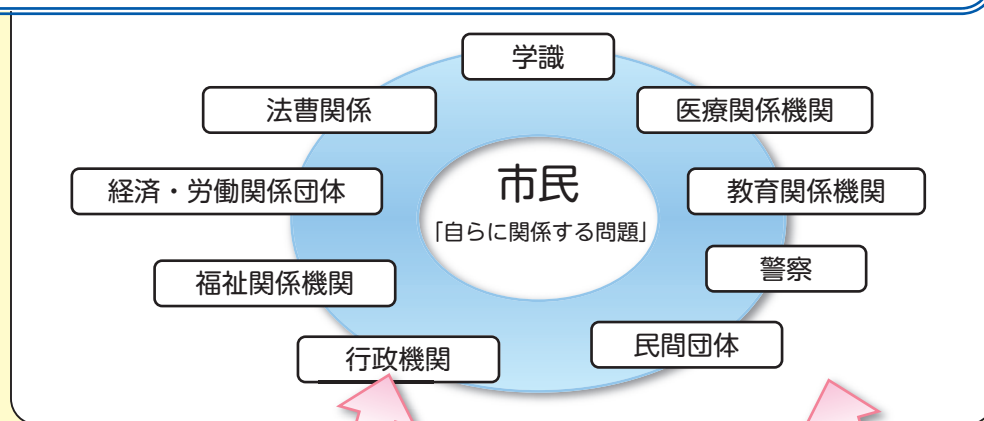 学識
法曹関係
医療関係機関
経済・労働関係団体
市民
教育関係機関
「自らに関係する問題」
警察
福祉関係機関
民間団体
行政機関